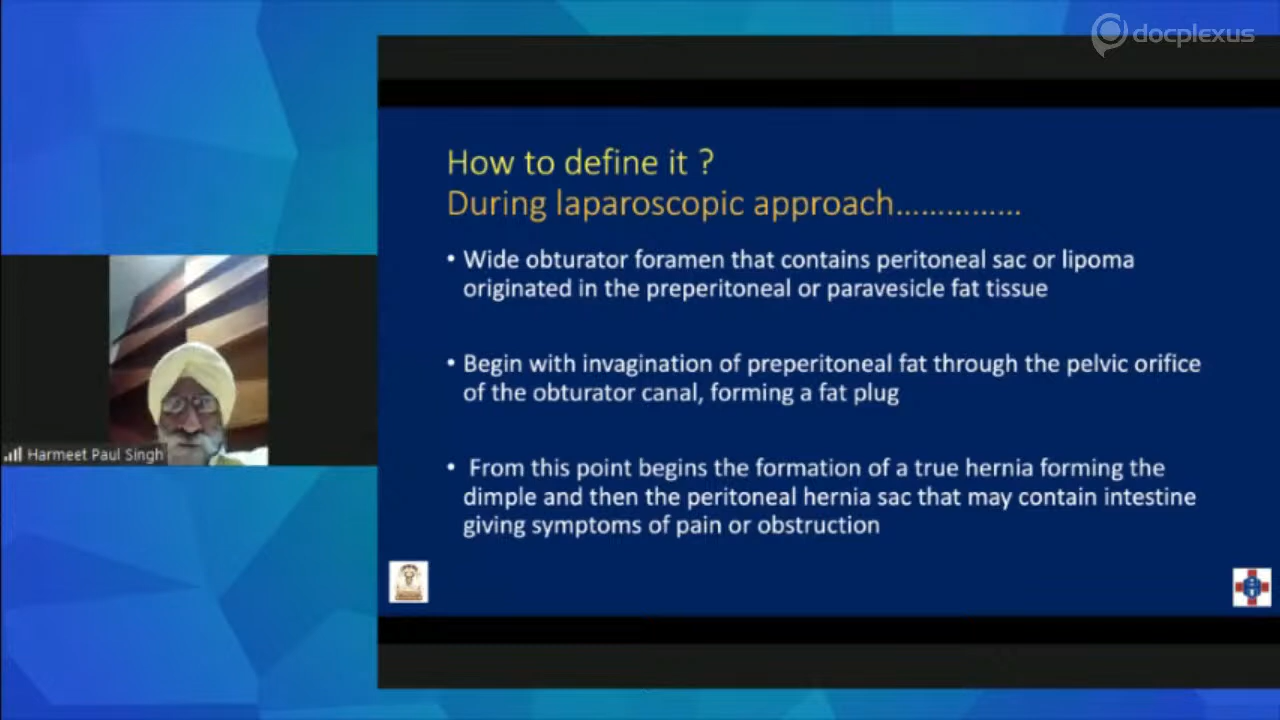 docplexus
How to define it ?
During laparoscopic approach...............
• Wide obturator foramen that contains peritoneal sac or lipoma
originated in the preperitoneal or paravesicle fat tissue
• Begin with invagination of preperitoneal fat through the pelvic orifice
of the obturator canal, forming a fat plug
• From this point begins the formation of a true hernia forming the
dimple and then the peritoneal hernia sac that may contain intestine
giving symptoms of pain or obstruction
Harmeet Paul Singh